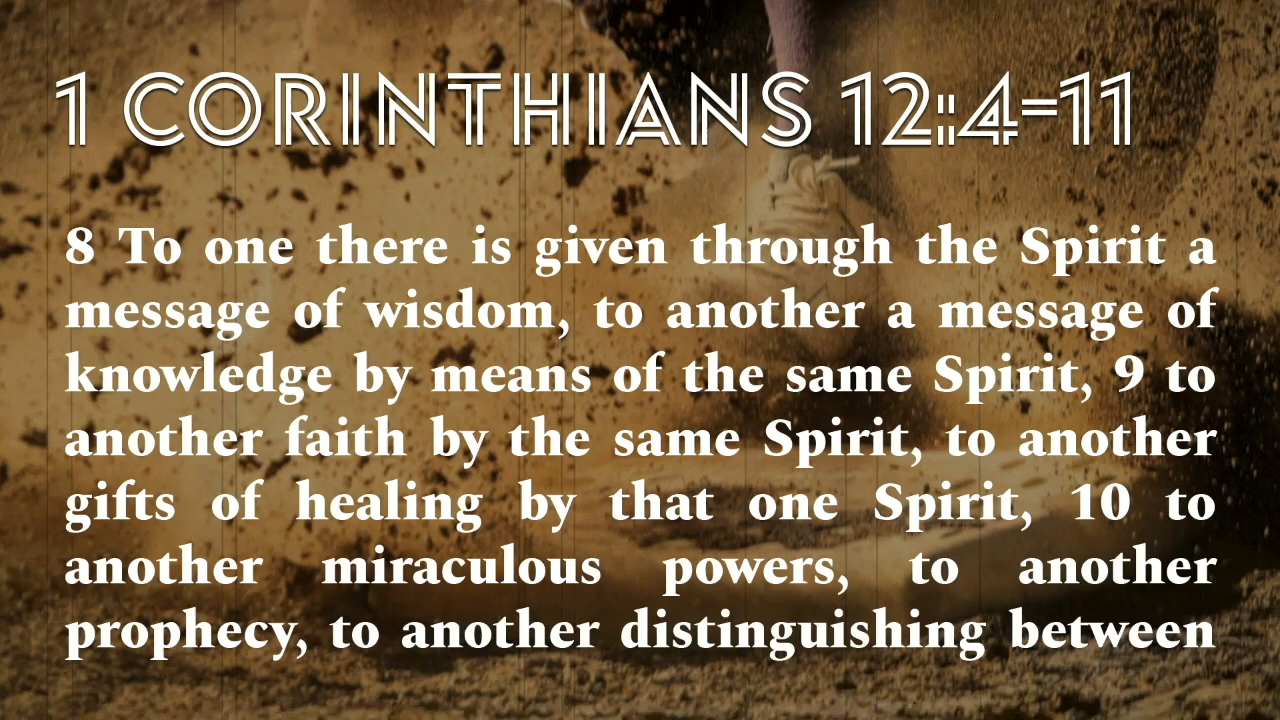 1 CORINTHIANS 12:4-11
8 To one there is given through the Spirit a
message of wisdom, to another a message of
knowledge by means of the same Spirit, 9 to
another faith by the same Spirit, to another
gifts of healing by that one Spirit, 10 to
another miraculous powers, to another
prophecy, to another distinguishing between